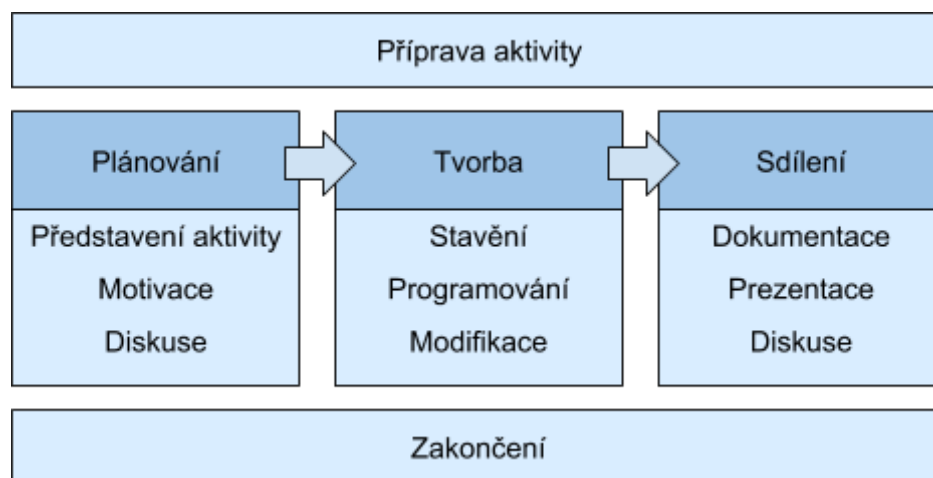 Příprava aktivity
Plánování
Představení aktivity
Motivace
Diskuse
Tvorba
Stavění
Programování
Modifikace
Sdílení
Dokumentace
Prezentace
Diskuse
Zakončení